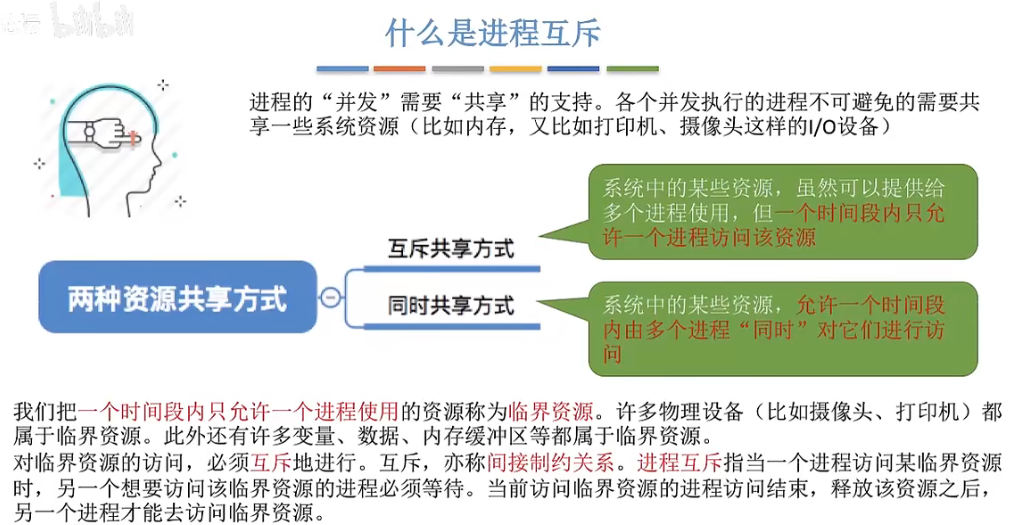 bilibili
什么是进程互斥
进程的“并发”需要“共享”的支持。各个并发执行的进程不可避免的需要共
享一些系统资源（比如内存，又比如打印机、摄像头这样的I/O设备）
系统中的某些资源，虽然可以提供给
多个进程使用，但一个时间段内只允
许一个进程访问该资源
互斥共享方式
两种资源共享方式
同时共享方式
系统中的某些资源，允许一个时间段
内由多个进程“同时”对它们进行访
问
我们把一个时间段内只允许一个进程使用的资源称为临界资源。许多物理设备（比如摄像头、打印机）都
属于临界资源。此外还有许多变量、数据、内存缓冲区等都属于临界资源。
对临界资源的访问，必须互斥地进行。互斥，亦称间接制约关系。进程互斥指当一个进程访问某临界资源
时，另一个想要访问该临界资源的进程必须等待。当前访问临界资源的进程访问结束，释放该资源之后，
另一个进程才能去访问临界资源。